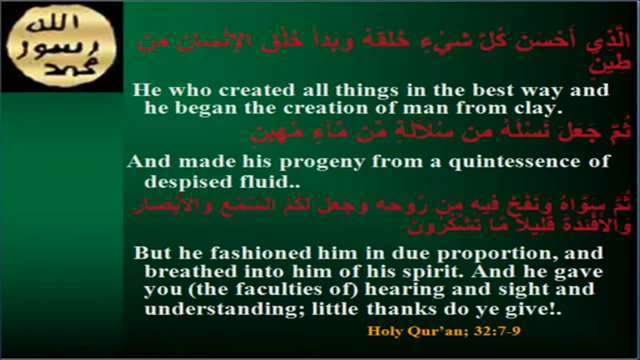 الله
رسول
محمد
الَّذِي أَحْسَنَ كُلَّ شَيْءٍ خَلَقَهُ وَبَدَأَ خَلْقَ الْإِنْسَانِ مِن
طِينٍ
He who created all things in the best way and
he began the creation of man from clay.
ثُمَّ جَعَلَ نَسْلَهُ مِن سُلَالَةٍ مِّن مَّاءٍ مَّهِينٍ
And made his progeny from a quintessence of
despised fluid..
ثُمَّ سَوَّاهُ وَنَفَخَ فِيهِ مِن رُّوحِهِ وَجَعَلَ لَكُمُ السَّمْعَ وَالْأَبْصَارَ
وَالْأَفْئِدَةَ قَلِيلًا مَّا تَشْكُرُونَ
But he fashioned him in due proportion, and
breathed into him of his spirit. And he gave
you (the faculties of) hearing and sight and
understanding; little thanks do ye give!.
Holy Qur'an; 32:7-9